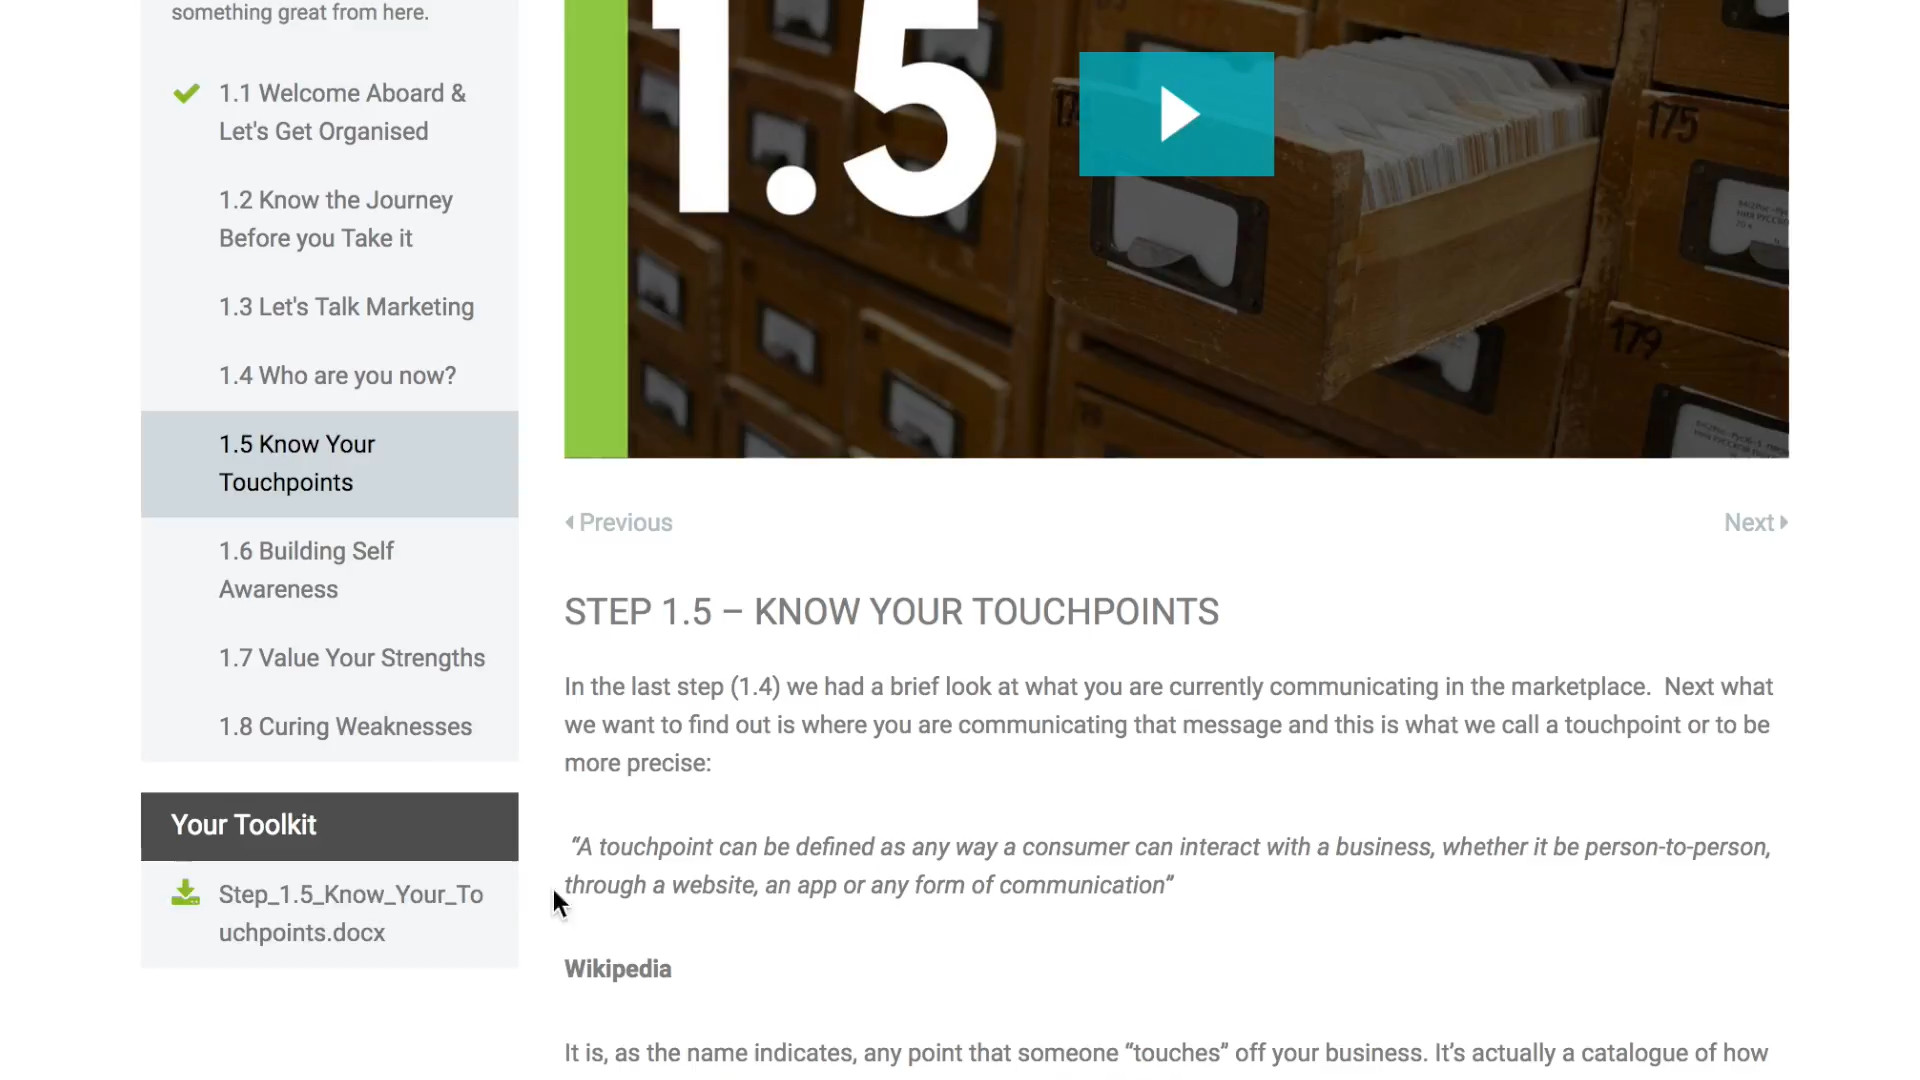 something great from here.
1.1 Welcome Aboard &
Let's Get Organised
1.2 Know the Journey
Before you Take it
1.3 Let's Talk Marketing
1.4 Who are you now?
1.5 Know Your
Touchpoints
1.6 Building Self
Awareness
1.7 Value Your Strengths
1.8 Curing Weaknesses
Your Toolkit
Step_1.5_Know_Your_To
uchpoints.docx
1.5
175
179
Previous
Next
STEP 1.5 – KNOW YOUR TOUCHPOINTS
In the last step (1.4) we had a brief look at what you are currently communicating in the marketplace.  Next what
we want to find out is where you are communicating that message and this is what we call a touchpoint or to be
more precise:
“A touchpoint can be defined as any way a consumer can interact with a business, whether it be person-to-person,
through a website, an app or any form of communication”
Wikipedia
It is, as the name indicates, any point that someone “touches” off your business. It’s actually a catalogue of how